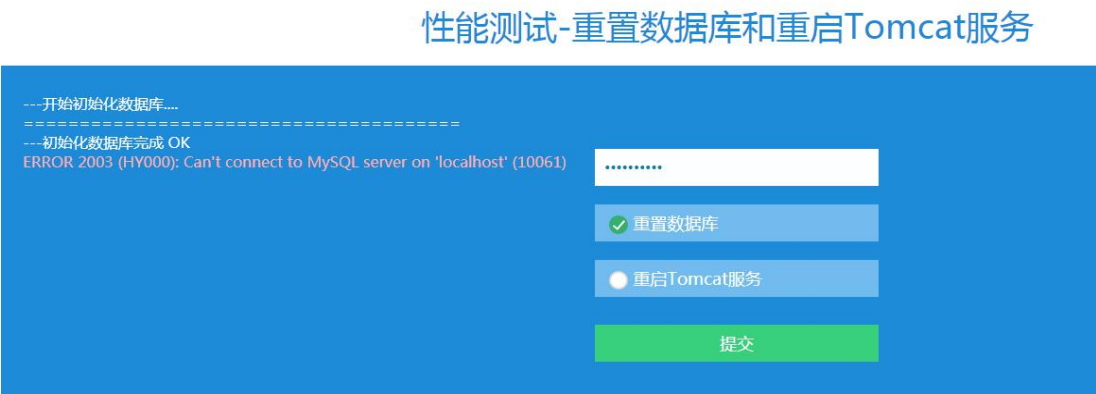 性能测试-重置数据库和重启Tomcat服务
---开始初始化数据库....
=======================================
---初始化数据库完成 OK
ERROR 2003 (HY000): Can't connect to MySQL server on 'localhost' (10061)
••••••••••
重置数据库
重启Tomcat服务
提交